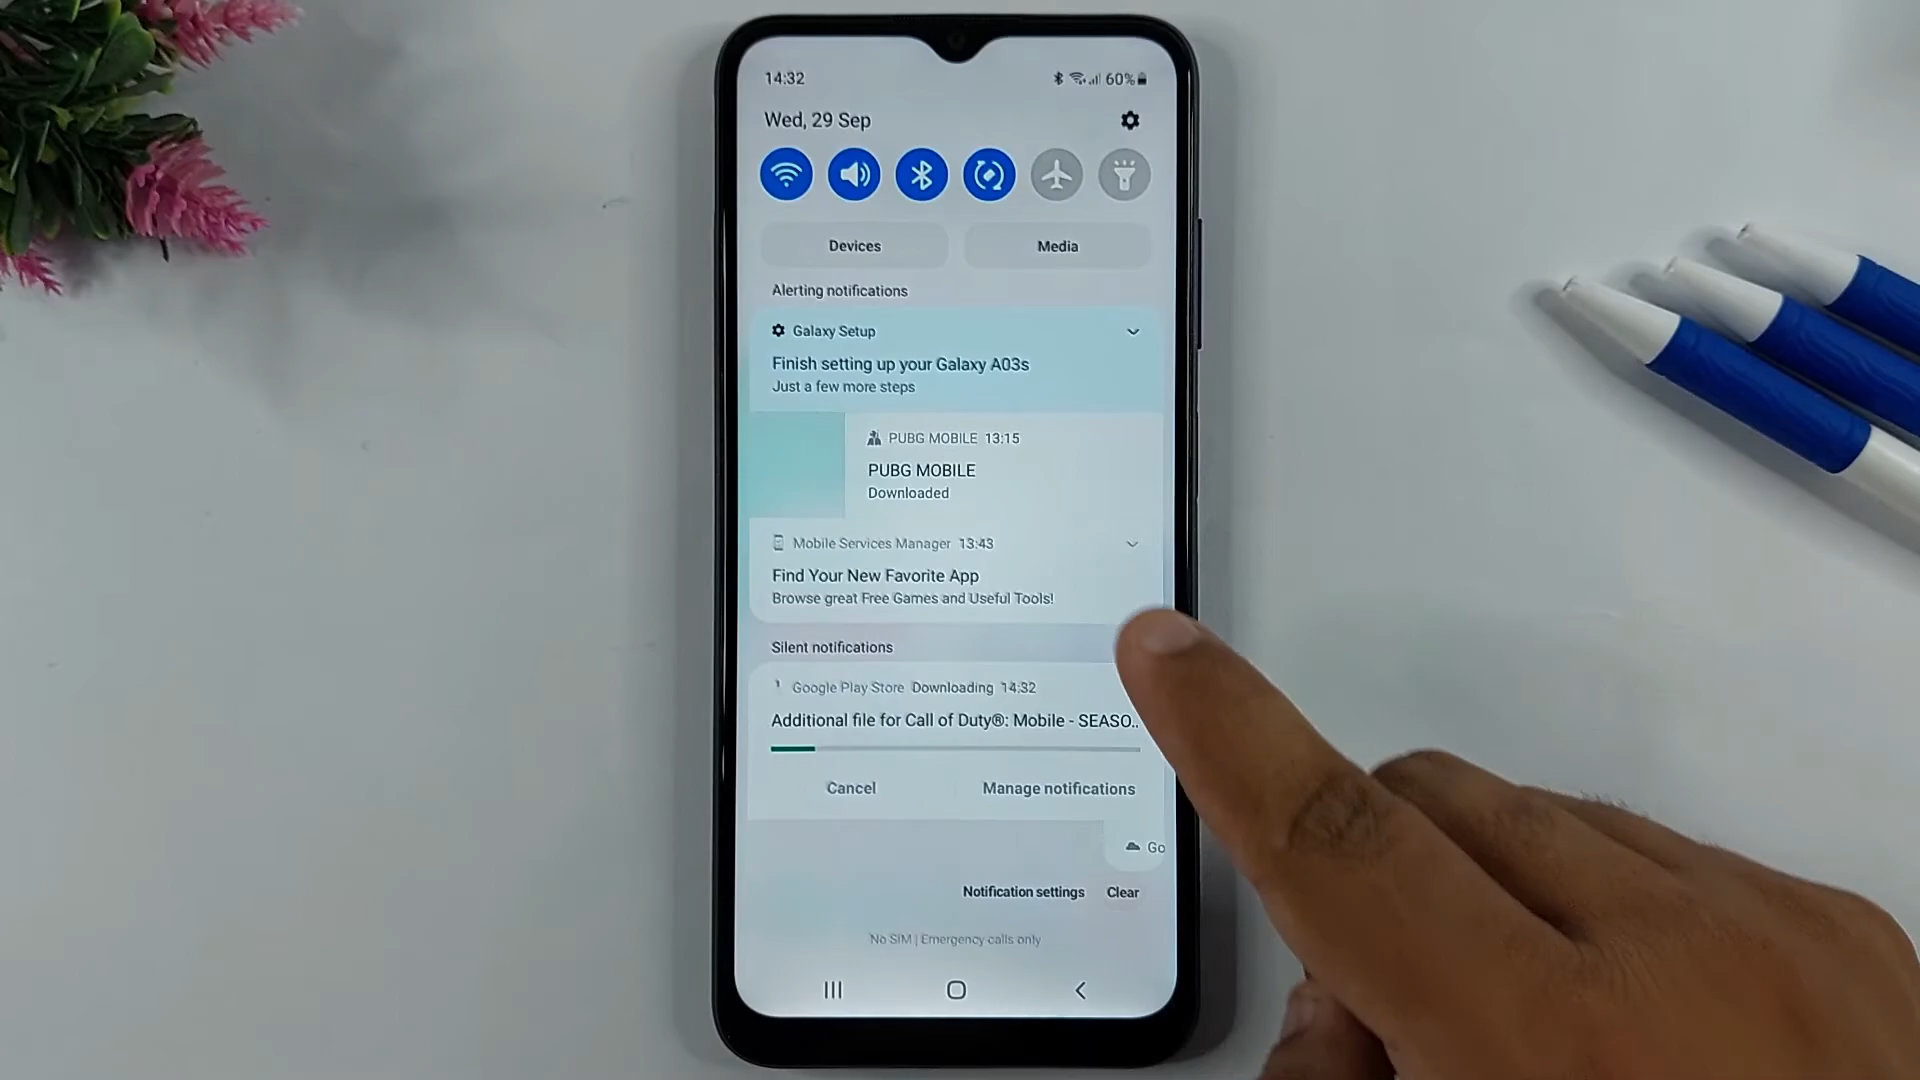 14:32
60%
Wed, 29 Sep
Devices
Media
Alerting notifications
Galaxy Setup
Finish setting up your Galaxy A03s
Just a few more steps
PUBG MOBILE 13:15
PUBG MOBILE
Downloaded
Mobile Services Manager 13:43
Find Your New Favorite App
Browse great Free Games and Useful Tools!
Silent notifications
Google Play Store Downloading 14:32
Additional file for Call of Duty®: Mobile - SEASO..
Cancel
Manage notifications
Go
Notification settings
Clear
No SIM | Emergency calls only